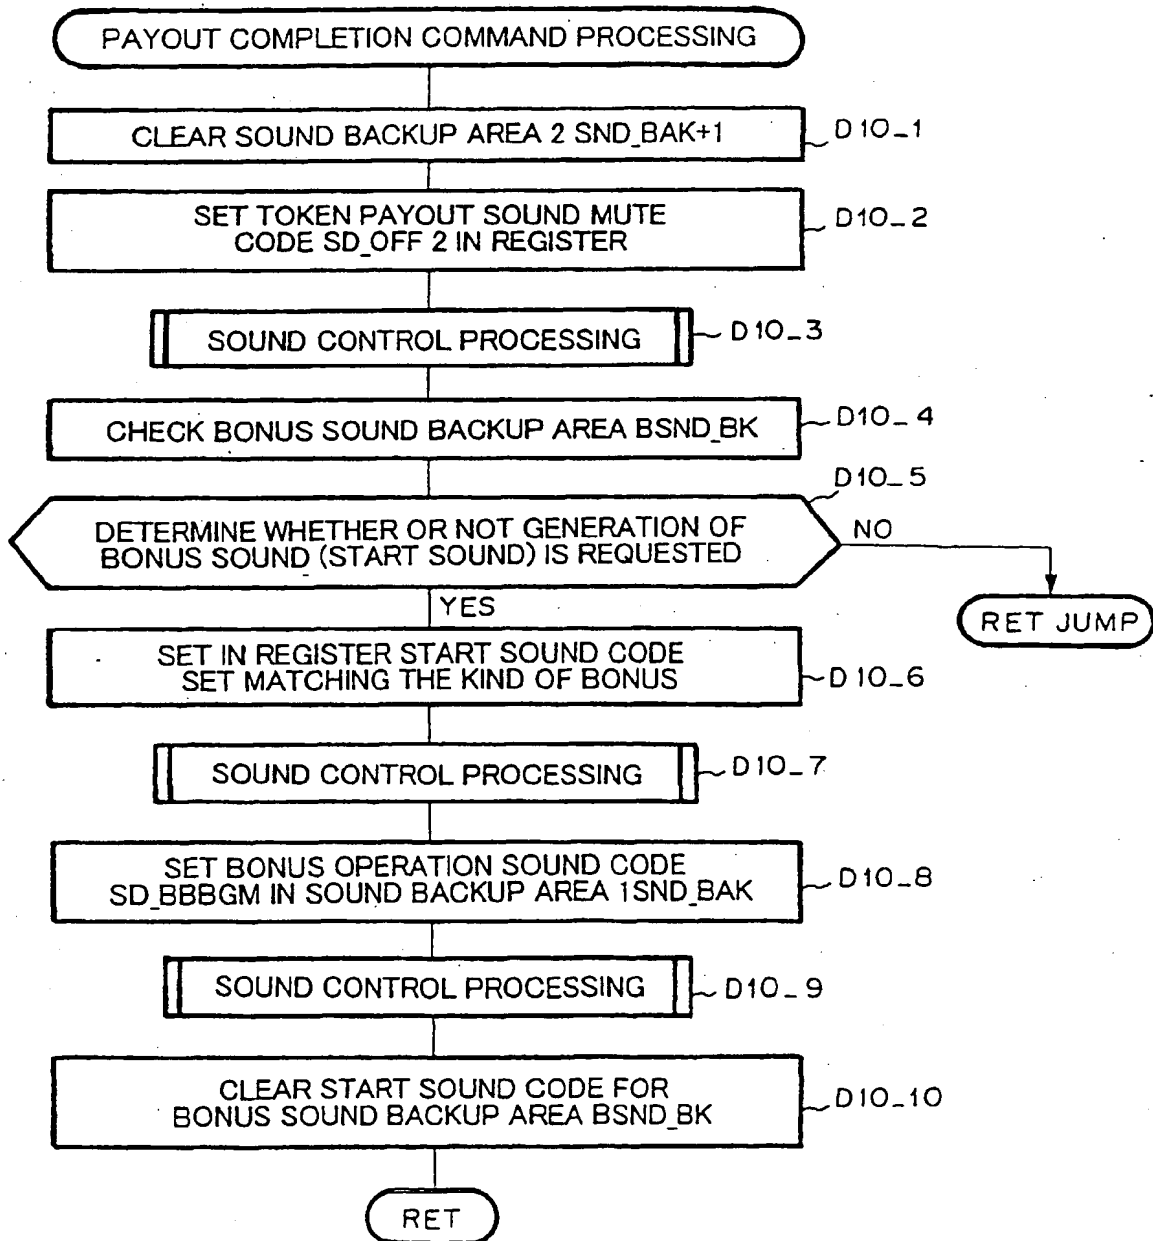 PAYOUT COMPLETION COMMAND PROCESSING
CLEAR SOUND BACKUP AREA 2 SND_BAK+1
D10_1
SET TOKEN PAYOUT SOUND MUTE
CODE SD_OFF 2 IN REGISTER
D10_2
SOUND CONTROL PROCESSING
D10_3
CHECK BONUS SOUND BACKUP AREA BSND_BK
D10_4
D10_5
DETERMINE WHETHER OR NOT GENERATION OF
BONUS SOUND (START SOUND) IS REQUESTED
NO
YES
RET JUMP
SET IN REGISTER START SOUND CODE
SET MATCHING THE KIND OF BONUS
D10_6
SOUND CONTROL PROCESSING
D10_7
SET BONUS OPERATION SOUND CODE
SD_BBBGM IN SOUND BACKUP AREA 1SND_BAK
D10_8
SOUND CONTROL PROCESSING
D10_9
CLEAR START SOUND CODE FOR
BONUS SOUND BACKUP AREA BSND_BK
D10_10
RET